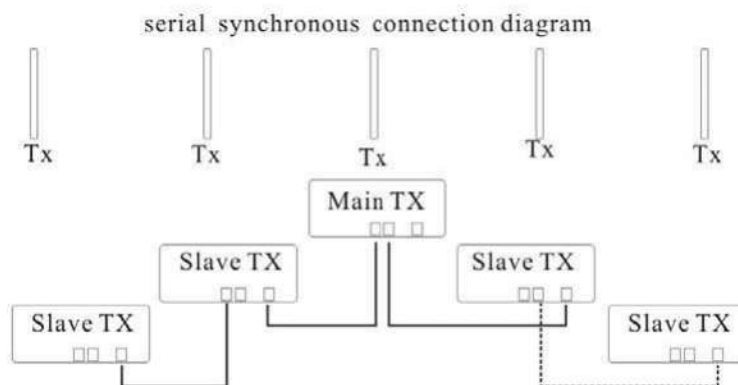 serial synchronous connection diagram
Tx Tx Tx Tx Tx
Main TX
Slave TX Slave TX
Slave TX Slave TX